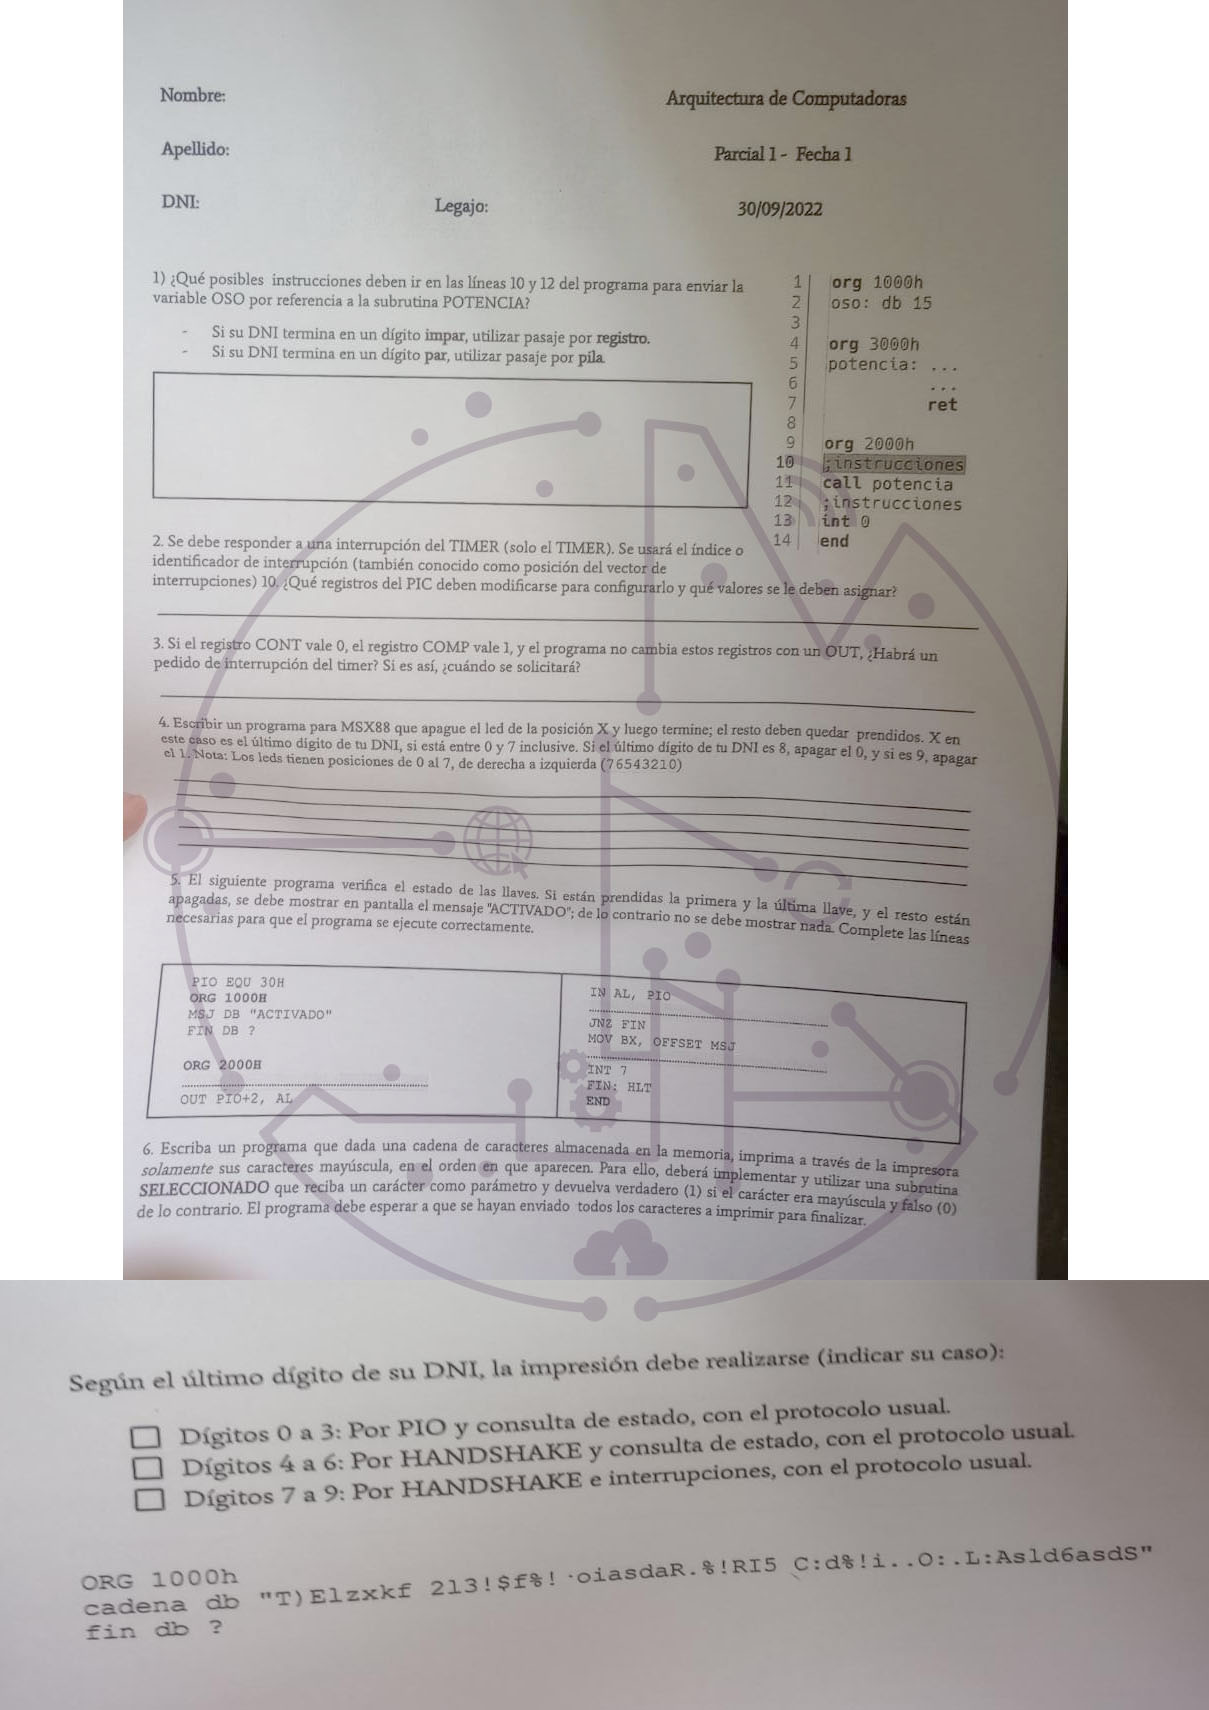 Nombre:
Arquitectura de Computadoras
Apellido:
Parcial 1 - Fecha 1
DNI:
Legajo:
30/09/2022
1) ¿Qué posibles instrucciones deben ir en las líneas 10 y 12 del programa para enviar la
variable OSO por referencia a la subrutina POTENCIA?
- Si su DNI termina en un dígito impar, utilizar pasaje por registro.
- Si su DNI termina en un dígito par, utilizar pasaje por pila.
1 org 1000h
2 oso: db 15
3
4 org 3000h
5 potencia: ...
6 ...
7 ret
8
9 org 2000h
10 ;instrucciones
11 call potencia
12 ;instrucciones
13 int 0
14 end
2. Se debe responder a una interrupción del TIMER (solo el TIMER). Se usará el índice o
identificador de interrupción (también conocido como posición del vector de
interrupciones) 10. ¿Qué registros del PIC deben modificarse para configurarlo y qué valores se le deben asignar?
3. Si el registro CONT vale 0, el registro COMP vale 1, y el programa no cambia estos registros con un OUT, ¿Habrá un
pedido de interrupción del timer? Si es así, ¿cuándo se solicitará?
4. Escribir un programa para MSX88 que apague el led de la posición X y luego termine; el resto deben quedar prendidos. X en
este caso es el último dígito de tu DNI, si está entre 0 y 7 inclusive. Si el último dígito de tu DNI es 8, apagar el 0, y si es 9, apagar
el 1. Nota: Los leds tienen posiciones de 0 al 7, de derecha a izquierda (76543210)
5. El siguiente programa verifica el estado de las llaves. Si están prendidas la primera y la última llave, y el resto están
apagadas, se debe mostrar en pantalla el mensaje "ACTIVADO"; de lo contrario no se debe mostrar nada. Complete las líneas
necesarias para que el programa se ejecute correctamente.
PIO EQU 30H
ORG 1000H
MSJ DB "ACTIVADO"
FIN DB ?
ORG 2000H
OUT PIO+2, AL
IN AL, PIO
JNZ FIN
MOV BX, OFFSET MSJ
INT 7
FIN: HLT
END
6. Escriba un programa que dada una cadena de caracteres almacenada en la memoria, imprima a través de la impresora
solamente sus caracteres mayúscula, en el orden en que aparecen. Para ello, deberá implementar y utilizar una subrutina
SELECCIONADO que reciba un carácter como parámetro y devuelva verdadero (1) si el carácter era mayúscula y falso (0)
de lo contrario. El programa debe esperar a que se hayan enviado todos los caracteres a imprimir para finalizar.
Según el último dígito de su DNI, la impresión debe realizarse (indicar su caso):
Dígitos 0 a 3: Por PIO y consulta de estado, con el protocolo usual.
Dígitos 4 a 6: Por HANDSHAKE y consulta de estado, con el protocolo usual.
Dígitos 7 a 9: Por HANDSHAKE e interrupciones, con el protocolo usual.
ORG 1000h
cadena db "T)Elzxkf 2l3!$f%!·oiasdaR.%!RI5 C:d%!i..O:.L:Asld6asdS"
fin db ?